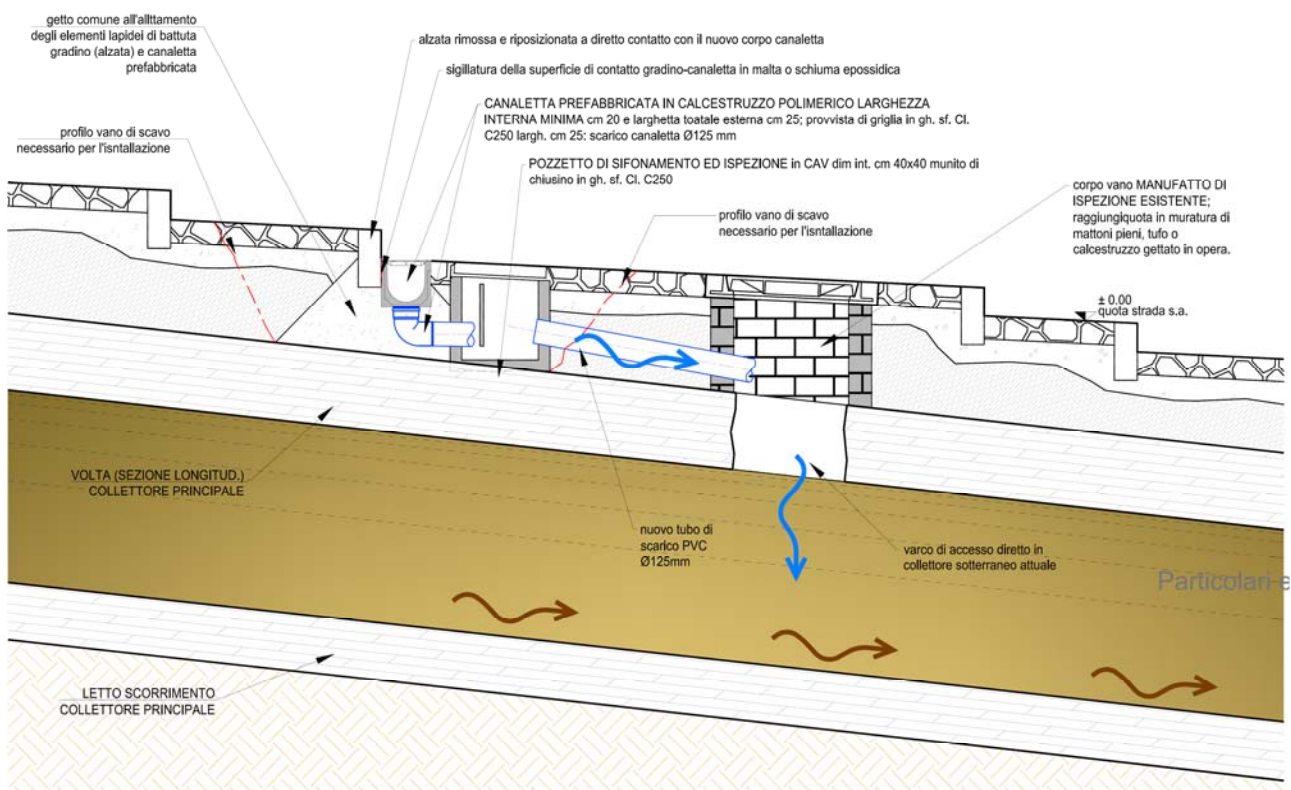 getto comune all'allttamento
degli elementi lapidei di battuta
gradino (alzata) e canaletta
prefabbricata
alzata rimossa e riposizionata a diretto contatto con il nuovo corpo canaletta
sigillatura della superficie di contatto gradino-canaletta in malta o schiuma epossidica
CANALETTA PREFABBRICATA IN CALCESTRUZZO POLIMERICO LARGHEZZA
INTERNA MINIMA cm 20 e larghetta toatale esterna cm 25; provvista di griglia in gh. sf. Cl.
C250 largh. cm 25: scarico canaletta Ø125 mm
profilo vano di scavo
necessario per l'isntallazione
POZZETTO DI SIFONAMENTO ED ISPEZIONE in CAV dim int. cm 40x40 munito di
chiusino in gh. sf. Cl. C250
corpo vano MANUFATTO DI
ISPEZIONE ESISTENTE;
raggiungiquota in muratura di
mattoni pieni, tufo o
calcestruzzo gettato in opera.
profilo vano di scavo
necessario per l'isntallazione
± 0.00
quota strada s.a.
VOLTA (SEZIONE LONGITUD.)
COLLETTORE PRINCIPALE
nuovo tubo di
scarico PVC
Ø125mm
varco di accesso diretto in
collettore sotterraneo attuale
Particolari e
LETTO SCORRIMENTO
COLLETTORE PRINCIPALE